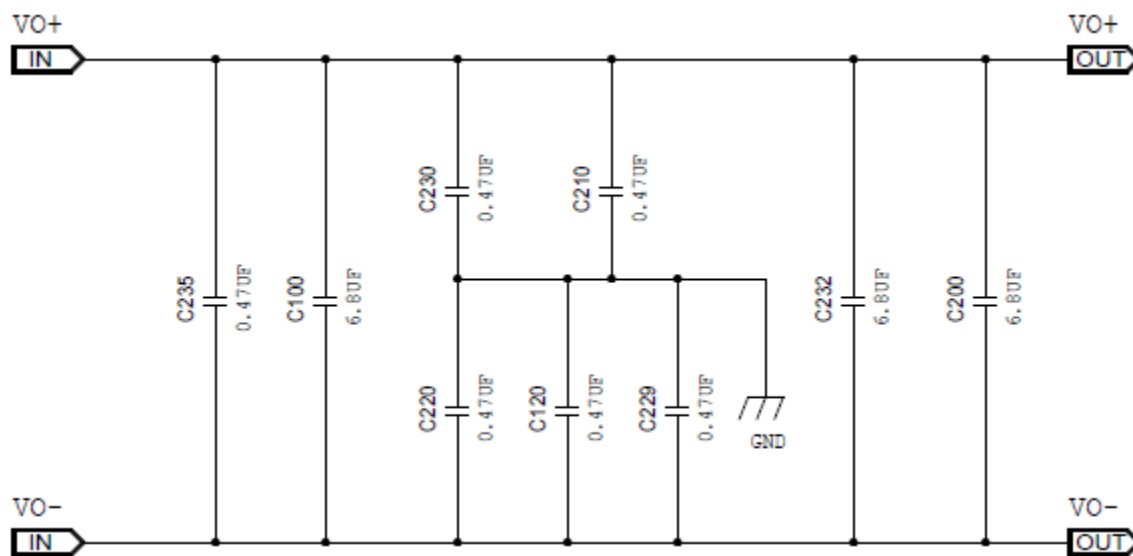 VO+
IN
VO+
OUT
C230
0.47UF
C210
0.47UF
C235
0.47UF
C100
6.8UF
C232
6.8UF
C200
6.8UF
C220
0.47UF
C120
0.47UF
C229
0.47UF
GND
VO-
IN
VO-
OUT